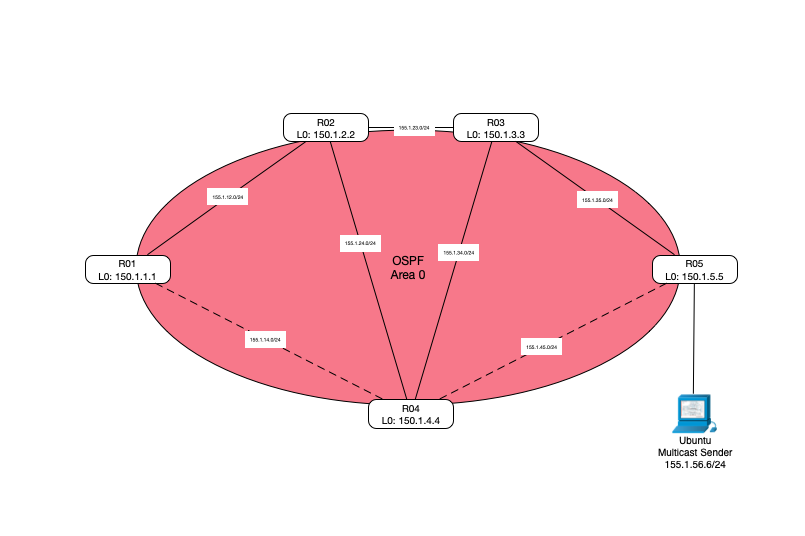 R02
L0: 150.1.2.2
155.1.23.0/24
R03
L0: 150.1.3.3
155.1.12.0/24
155.1.35.0/24
155.1.24.0/24
155.1.34.0/24
OSPF
Area 0
R01
L0: 150.1.1.1
R05
L0: 150.1.5.5
155.1.14.0/24
155.1.45.0/24
R04
L0: 150.1.4.4
Ubuntu
Multicast Sender
155.1.56.6/24